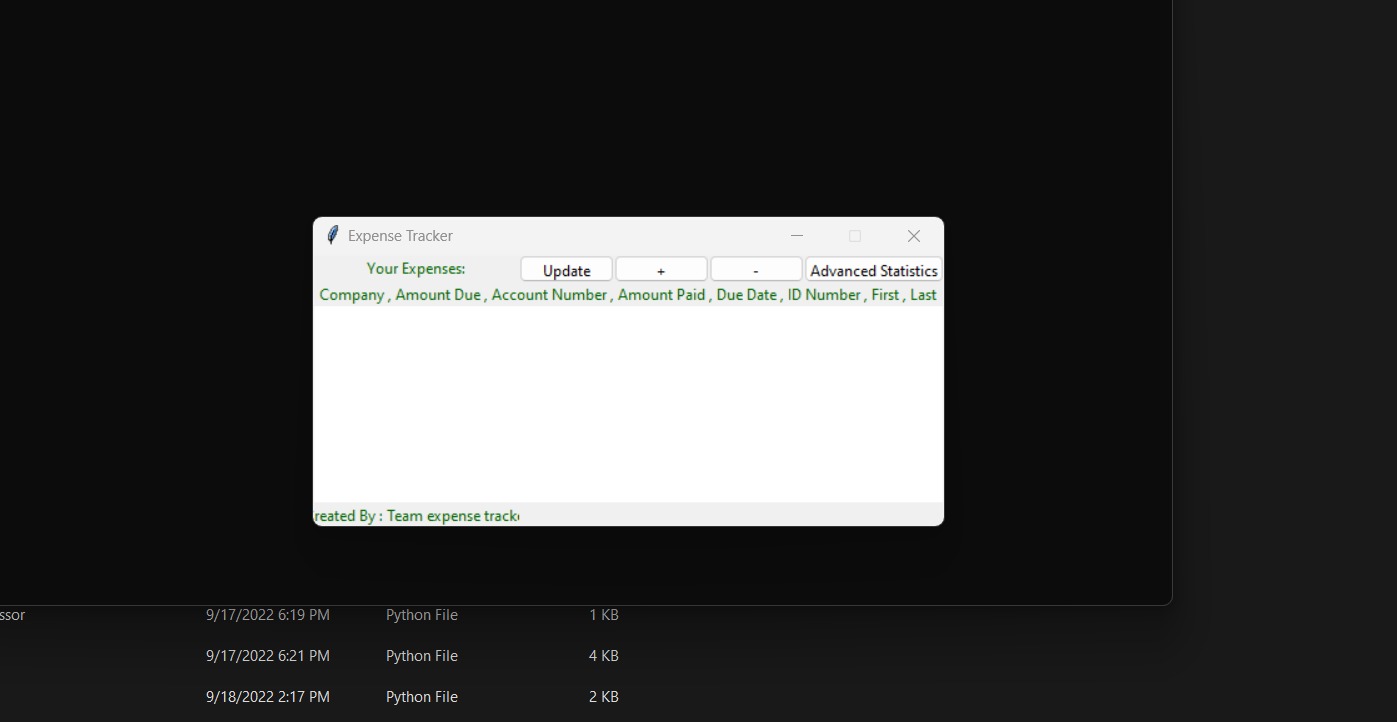 Expense Tracker
Your Expenses: Update + - Advanced Statistics
Company , Amount Due , Account Number , Amount Paid , Due Date , ID Number , First , Last
reated By : Team expense track
ssor 9/17/2022 6:19 PM Python File 1 KB
9/17/2022 6:21 PM Python File 4 KB
9/18/2022 2:17 PM Python File 2 KB